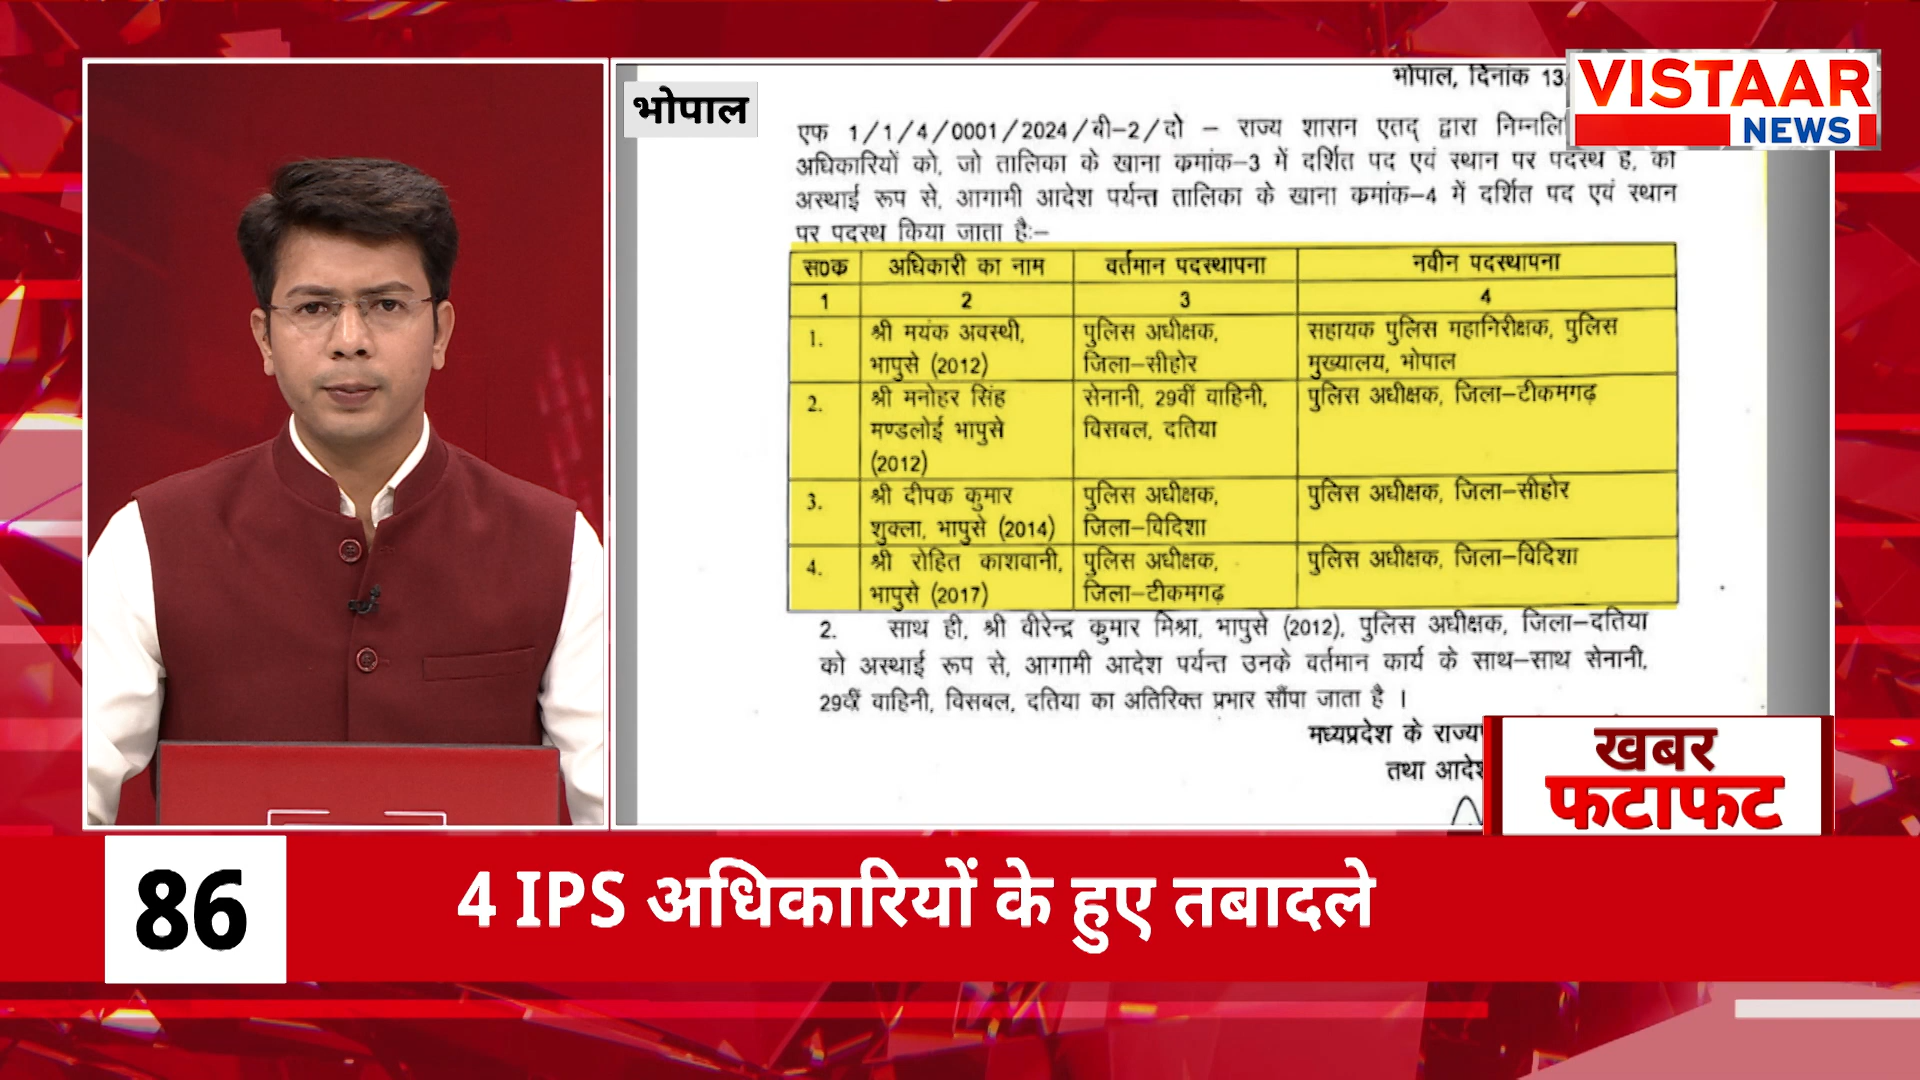 भोपाल
भोपाल, दिनांक 13
VISTAAR
NEWS
एफ 1/1/4/0001/2024/बी-2/दो - राज्य शासन एतद् द्वारा
अधिकारियों को, जो तालिका के खाना कमांक-3 में दर्शित पद एवं स्थान पर पदस्थ है, को
अस्थाई रूप से, आगामी आदेश पर्यन्त तालिका के खाना कमांक-4 में दर्शित पद एवं स्थान
पर पदस्थ किया जाता है:-
स0क अधिकारी का नाम वर्तमान पदस्थापना नवीन पदस्थापना
1 2 3 4
1. श्री मयंक अवस्थी, पुलिस अधीक्षक, सहायक पुलिस महानिरीक्षक, पुलिस
भापुसे (2012) जिला-सीहोर मुख्यालय, भोपाल
2. श्री मनोहर सिंह सेनानी, 29वीं वाहिनी, पुलिस अधीक्षक, जिला-टीकमगढ़
मण्डलोई भापुसे विसबल, दतिया
(2012)
3. श्री दीपक कुमार पुलिस अधीक्षक, पुलिस अधीक्षक, जिला-सीहोर
शुक्ला, भापुसे (2014) जिला-विदिशा
4. श्री रोहित काशवानी, पुलिस अधीक्षक, पुलिस अधीक्षक, जिला-विदिशा
भापुसे (2017) जिला-टीकमगढ़
2. साथ ही, श्री वीरेन्द्र कुमार मिश्रा, भापुसे (2012), पुलिस अधीक्षक, जिला-दतिया
को अस्थाई रूप से, आगामी आदेश पर्यन्त उनके वर्तमान कार्य के साथ-साथ सेनानी,
29वीं वाहिनी, विसबल, दतिया का अतिरिक्त प्रभार सौंपा जाता है ।
मध्यप्रदेश के
तथा
खबर
फटाफट
86
4 IPS अधिकारियों के हुए तबादले